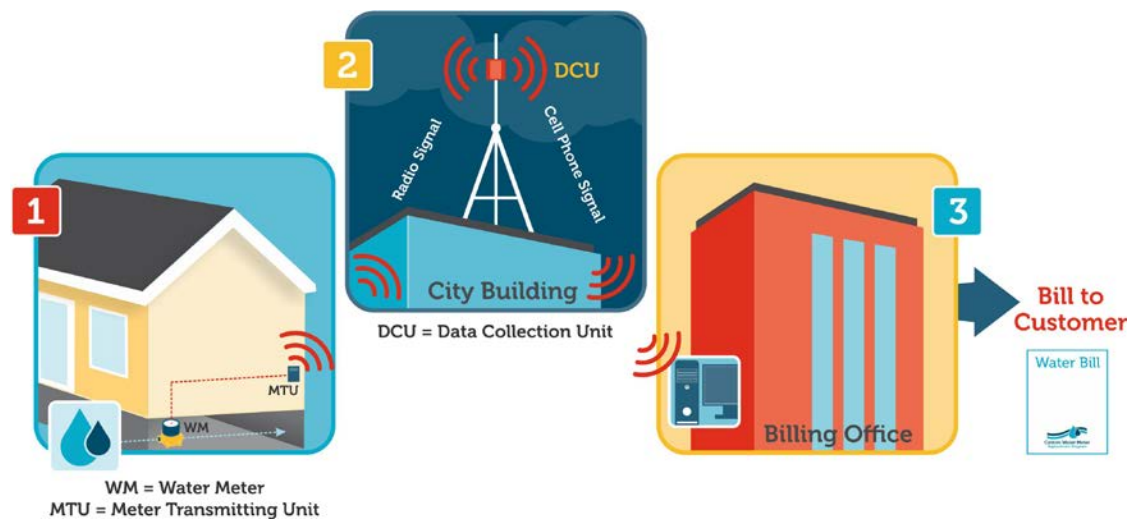 1
MTU
WM
WM = Water Meter
MTU = Meter Transmitting Unit
2
DCU
Radio Signal
Cell Phone Signal
City Building
DCU = Data Collection Unit
3
Billing Office
Bill to
Customer
Water Bill